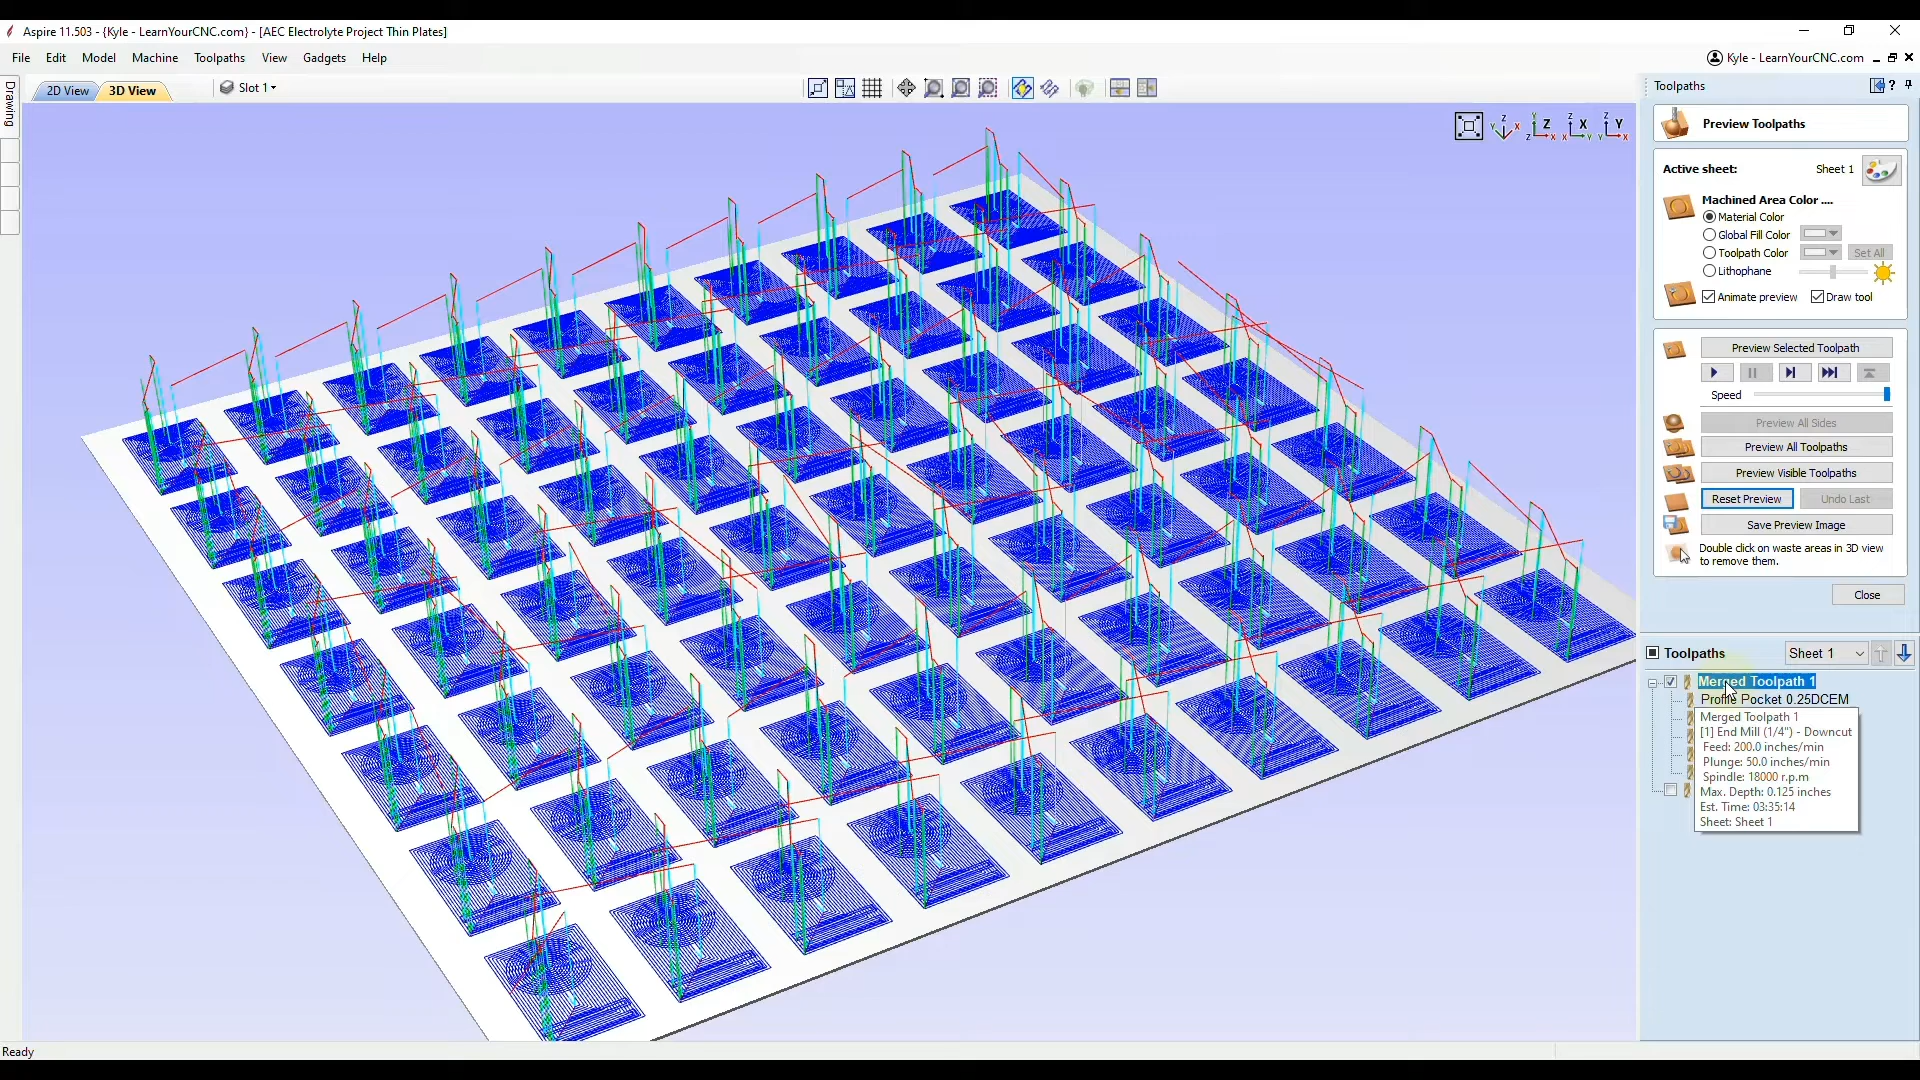 Aspire 11.503 - {Kyle - LearnYourCNC.com} - [AEC Electrolyte Project Thin Plates]
File Edit Model Machine Toolpaths View Gadgets Help
Kyle - LearnYourCNC.com
Drawing
2D View 3D View
Slot 1
Z Y X
Z X Y
Z X Y
Z Y X
Toolpaths
?
Preview Toolpaths
Active sheet: Sheet 1
Machined Area Color ....
Material Color
Global Fill Color
Toolpath Color Set All
Lithophane
Animate preview Draw tool
Preview Selected Toolpath
Speed
Preview All Sides
Preview All Toolpaths
Preview Visible Toolpaths
Reset Preview Undo Last
Save Preview Image
Double click on waste areas in 3D view
to remove them.
Close
Toolpaths Sheet 1
Merged Toolpath 1
Profile Pocket 0.25DCEM
Merged Toolpath 1
[1] End Mill (1/4") - Downcut
Feed: 200.0 inches/min
Plunge: 50.0 inches/min
Spindle: 18000 r.p.m
Max. Depth: 0.125 inches
Est. Time: 03:35:14
Sheet: Sheet 1
Ready